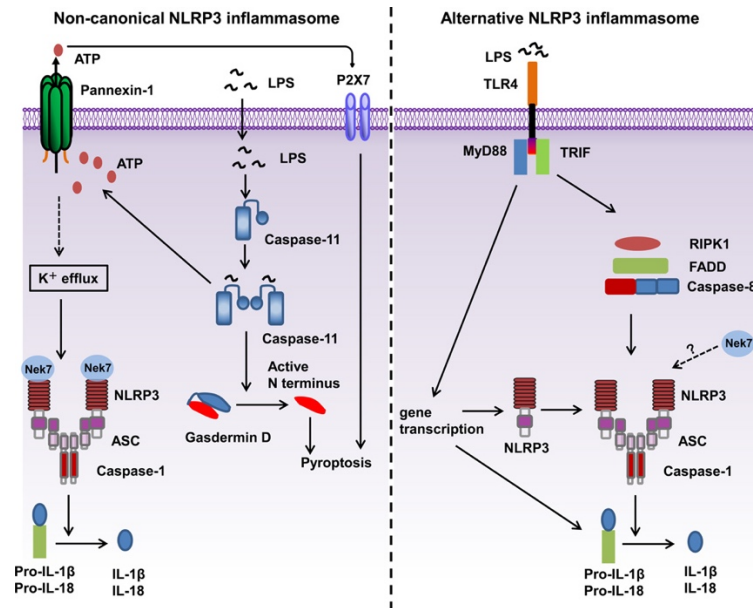 Non-canonical NLRP3 inflammasome
ATP
Pannexin-1
LPS
P2X7
ATP
LPS
Caspase-11
K⁺ efflux
Caspase-11
Nek7
Nek7
NLRP3
ASC
Caspase-1
Active
N terminus
Gasdermin D
Pyroptosis
Pro-IL-1β
Pro-IL-18
IL-1β
IL-18
Alternative NLRP3 inflammasome
LPS
TLR4
MyD88
TRIF
RIPK1
FADD
Caspase-8
?
Nek7
gene
transcription
NLRP3
NLRP3
ASC
Caspase-1
Pro-IL-1β
Pro-IL-18
IL-1β
IL-18